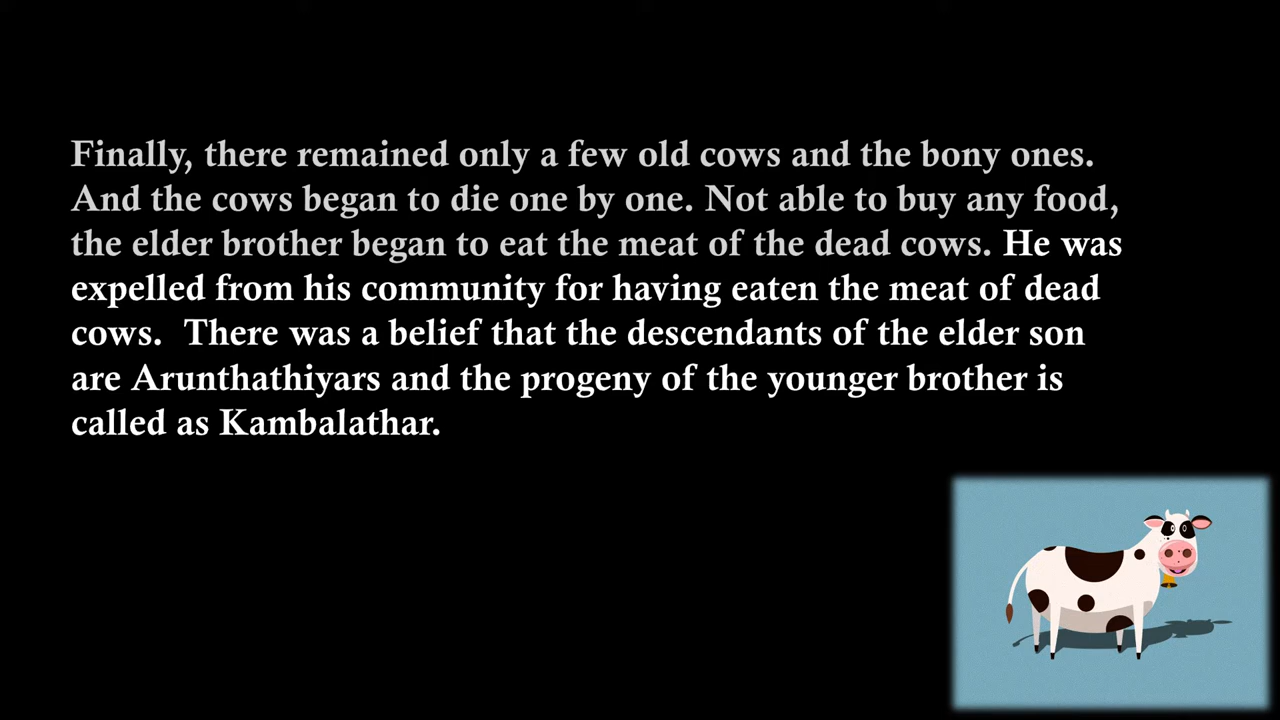 Finally, there remained only a few old cows and the bony ones.
And the cows began to die one by one. Not able to buy any food,
the elder brother began to eat the meat of the dead cows. He was
expelled from his community for having eaten the meat of dead
cows.  There was a belief that the descendants of the elder son
are Arunthathiyars and the progeny of the younger brother is
called as Kambalathar.